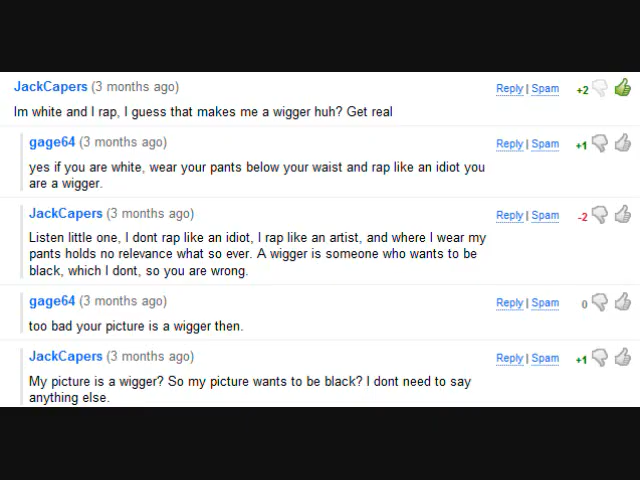 JackCapers (3 months ago) Reply | Spam +2
Im white and I rap, I guess that makes me a wigger huh? Get real
gage64 (3 months ago) Reply | Spam +1
yes if you are white, wear your pants below your waist and rap like an idiot you
are a wigger.
JackCapers (3 months ago) Reply | Spam -2
Listen little one, I dont rap like an idiot, I rap like an artist, and where I wear my
pants holds no relevance what so ever. A wigger is someone who wants to be
black, which I dont, so you are wrong.
gage64 (3 months ago) Reply | Spam 0
too bad your picture is a wigger then.
JackCapers (3 months ago) Reply | Spam +1
My picture is a wigger? So my picture wants to be black? I dont need to say
anything else.